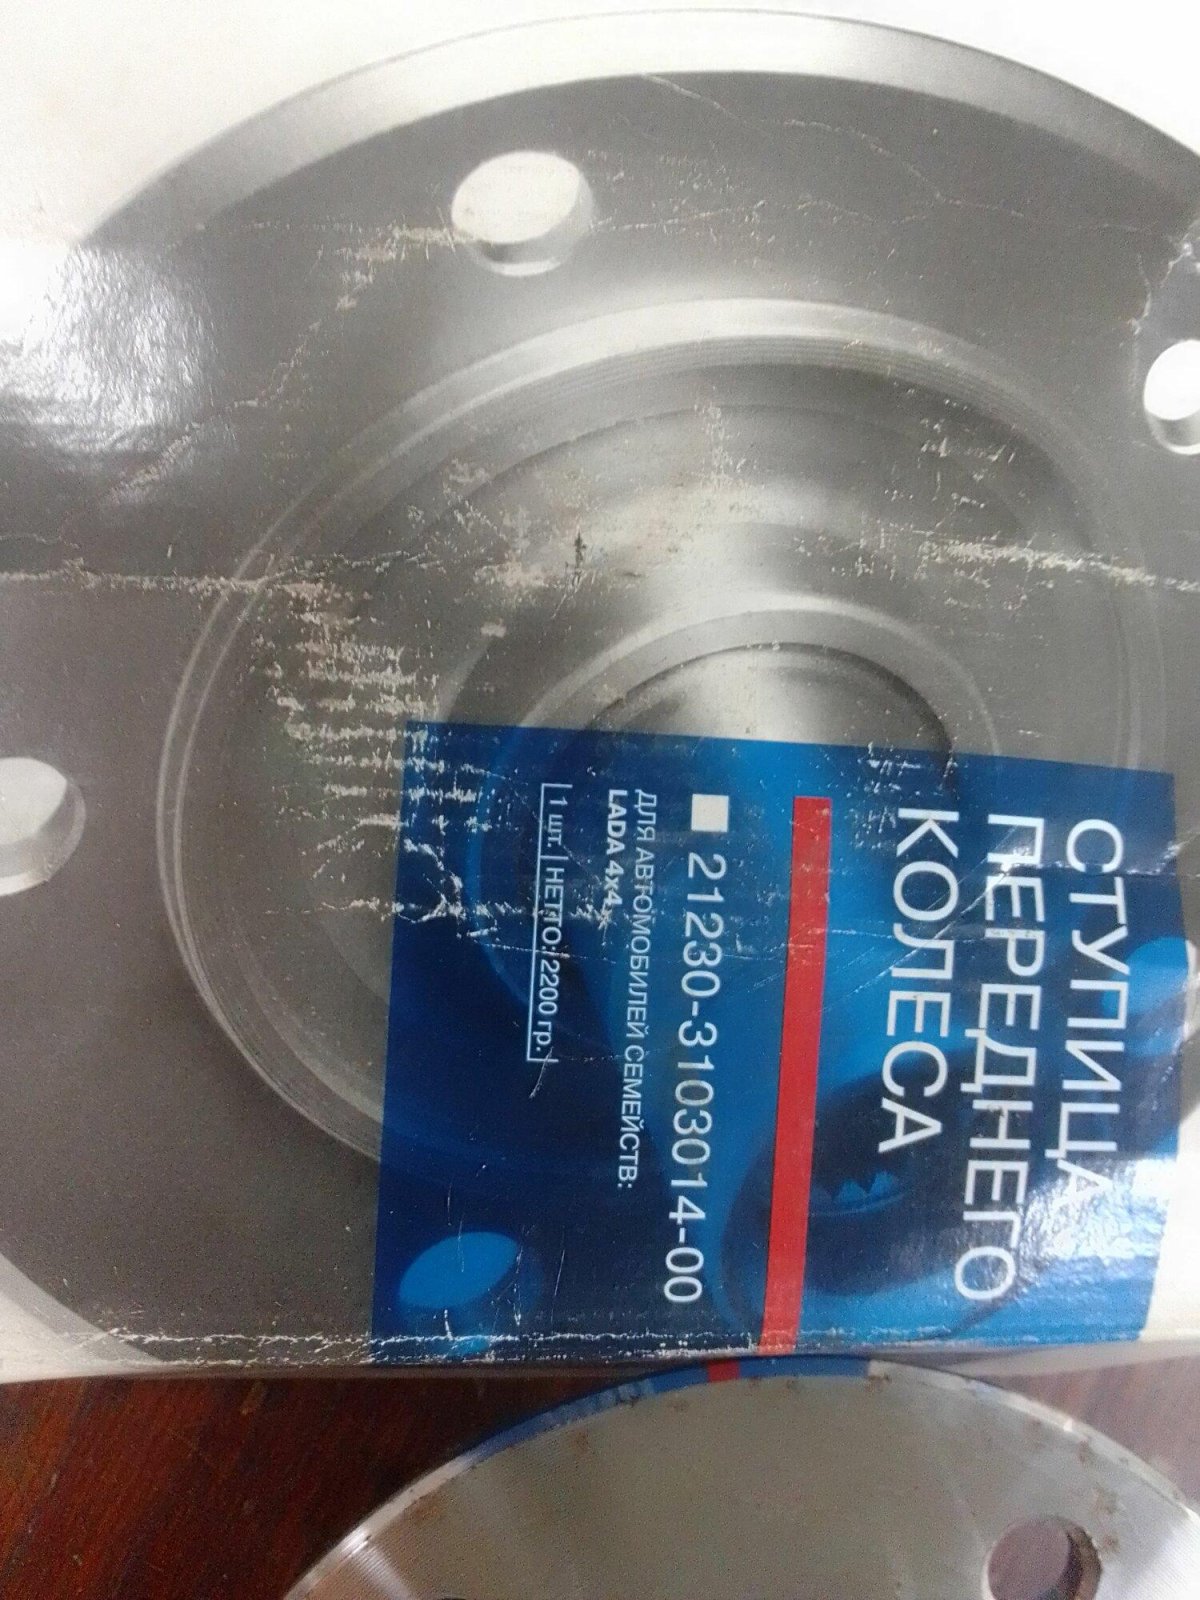 СТУПИЦА
ПЕРЕДНЕГО
КОЛЕСА
21230-3103014-00
ДЛЯ АВТОМОБИЛЕЙ СЕМЕЙСТВ:
LADA 4x4
1 шт. | НЕТТО: 2200 гр.